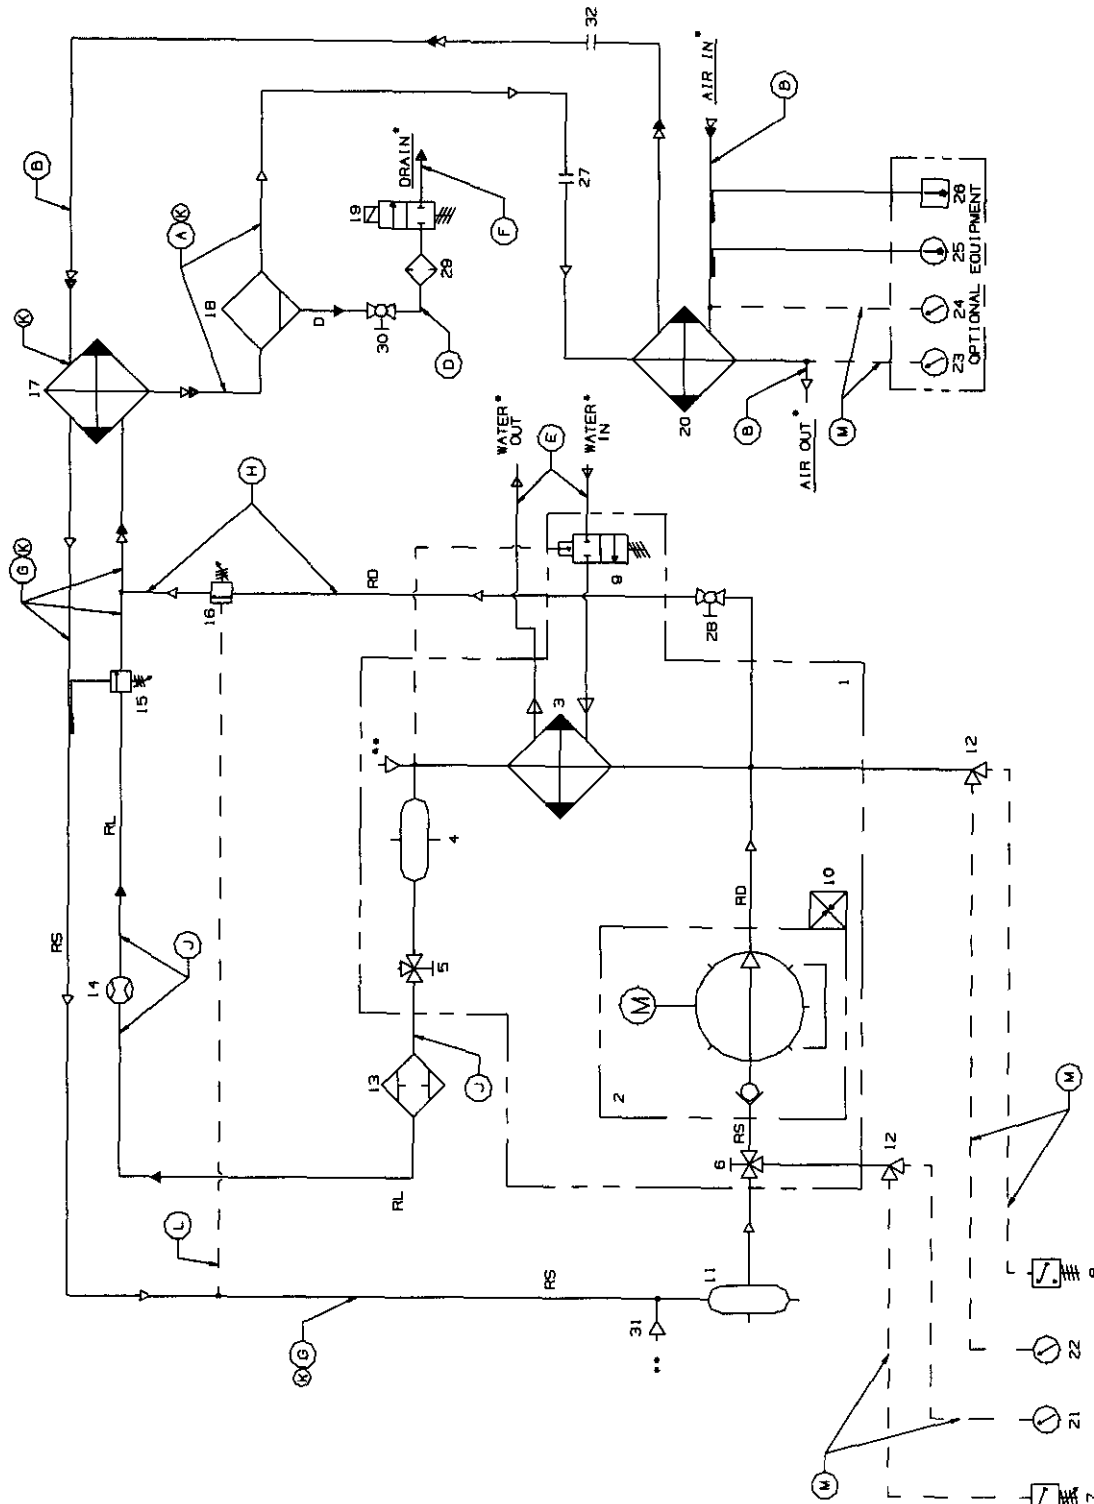 32
AIR IN*
B
B
DRAIN*
19
F
27
26
25
24
23
OPTIONAL EQUIPMENT
A K
18
29
D
30
D
K
17
20
B
AIR OUT*
M
WATER* OUT
E
WATER* IN
H
G K
16
RD
9
28
1
15
**
3
12
RL
4
RS
J
14
5
RD
10
M
2
13
J
RS
6
12
M
L
RL
RS
11
31
**
K G
8
22
21
M
7